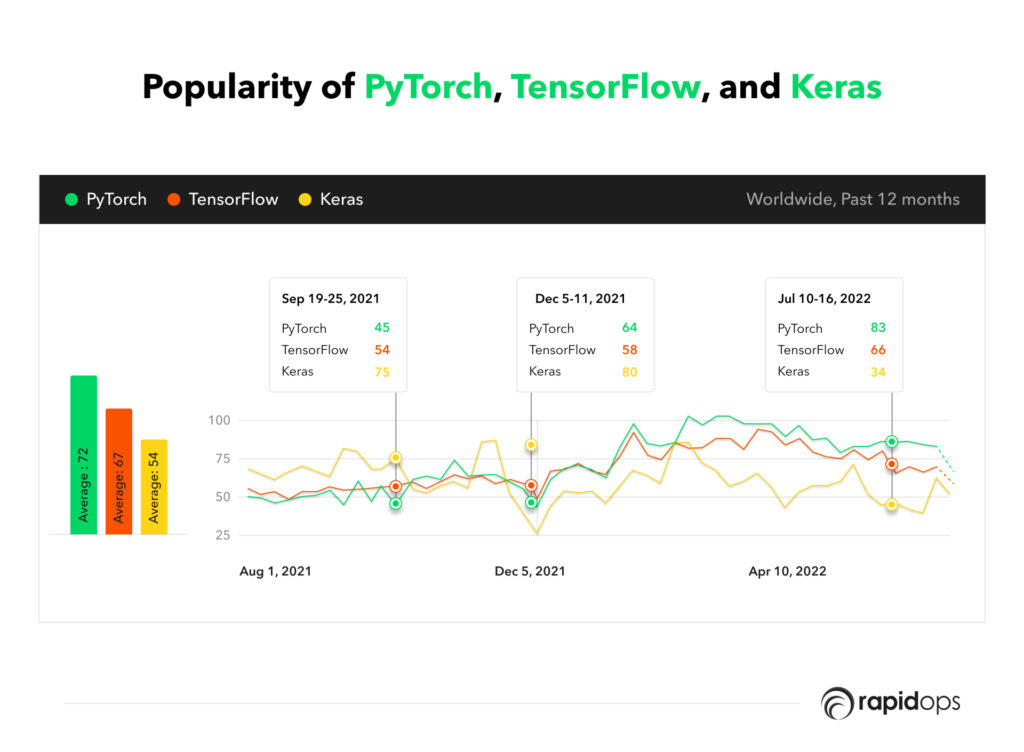 Popularity of PyTorch, TensorFlow, and Keras
PyTorch TensorFlow Keras Worldwide, Past 12 months
Sep 19-25, 2021
PyTorch 45
TensorFlow 54
Keras 75
Dec 5-11, 2021
PyTorch 64
TensorFlow 58
Keras 80
Jul 10-16, 2022
PyTorch 83
TensorFlow 66
Keras 34
Average : 72
Average: 67
Average: 54
100
75
50
25
Aug 1, 2021 Dec 5, 2021 Apr 10, 2022
rapidops